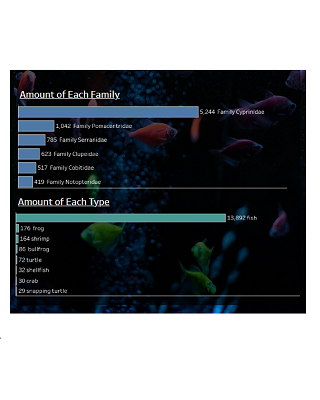 Amount of Each Family
5,244 Family Cyprinidae
1,042 Family Pomacentridae
785 Family Serranidae
623 Family Clupeidae
517 Family Cobitidae
419 Family Notopteridae
Amount of Each Type
13,892 fish
176 frog
164 shrimp
86 bullfrog
72 turtle
32 shellfish
30 crab
29 snapping turtle